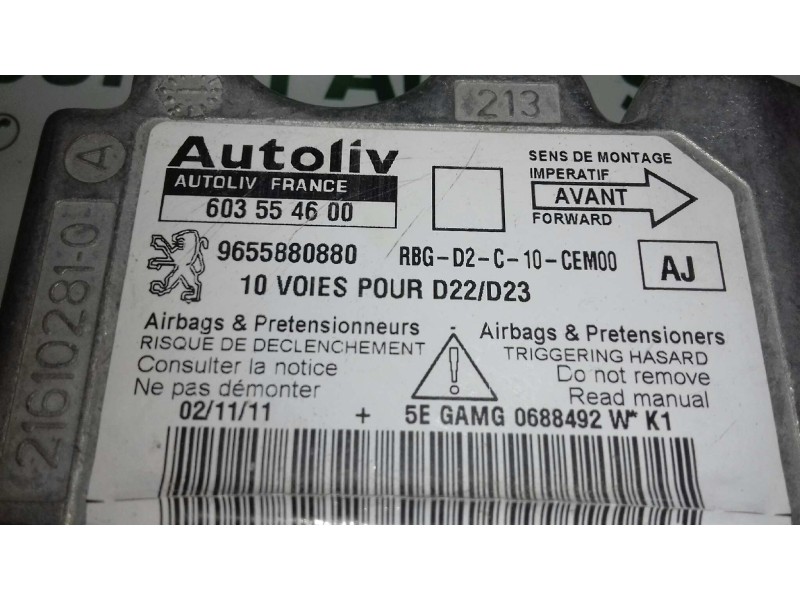 213
A
21610281-0
Autoliv
AUTOLIV FRANCE
603 55 46 00
SENS DE MONTAGE
IMPERATIF
AVANT
FORWARD
9655880880 RBG-D2-C-10-CEM00 AJ
10 VOIES POUR D22/D23
Airbags & Pretensionneurs
RISQUE DE DECLENCHEMENT
Consulter la notice
Ne pas démonter
Airbags & Pretensioners
TRIGGERING HASARD
Do not remove
Read manual
02/11/11 + 5E GAMG 0688492 W* K1